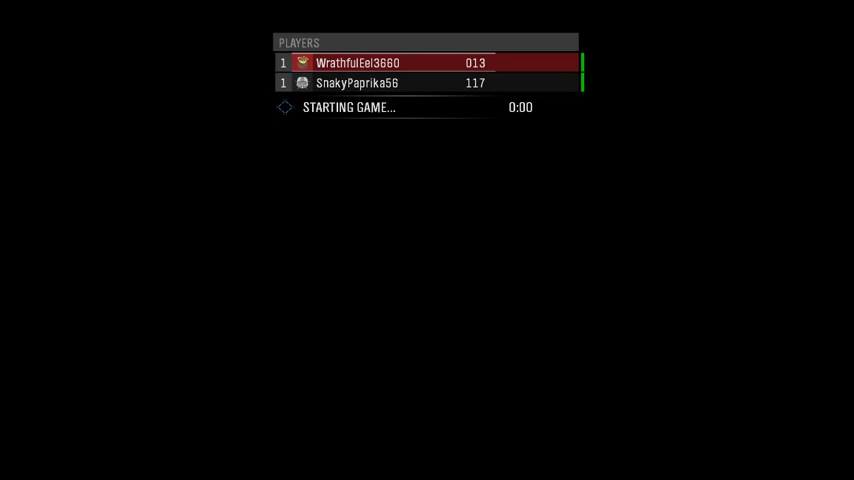 PLAYERS
1 WrathfulEel3660 013
1 SnakyPaprika56 117
STARTING GAME... 0:00